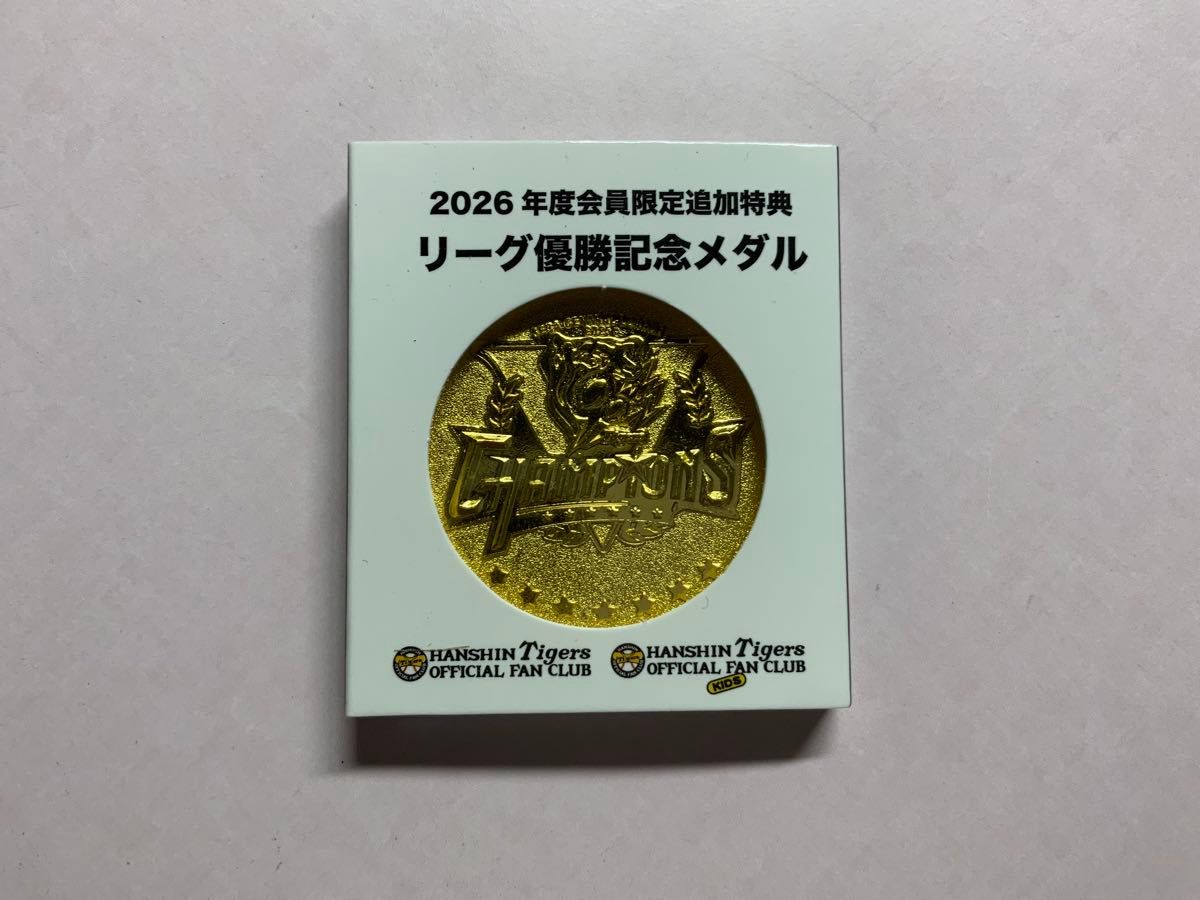 2026 年度会員限定追加特典
リーグ優勝記念メダル
CHAMPIONS
HANSHIN Tigers
OFFICIAL FAN CLUB
HANSHIN Tigers
OFFICIAL FAN CLUB
KIDS